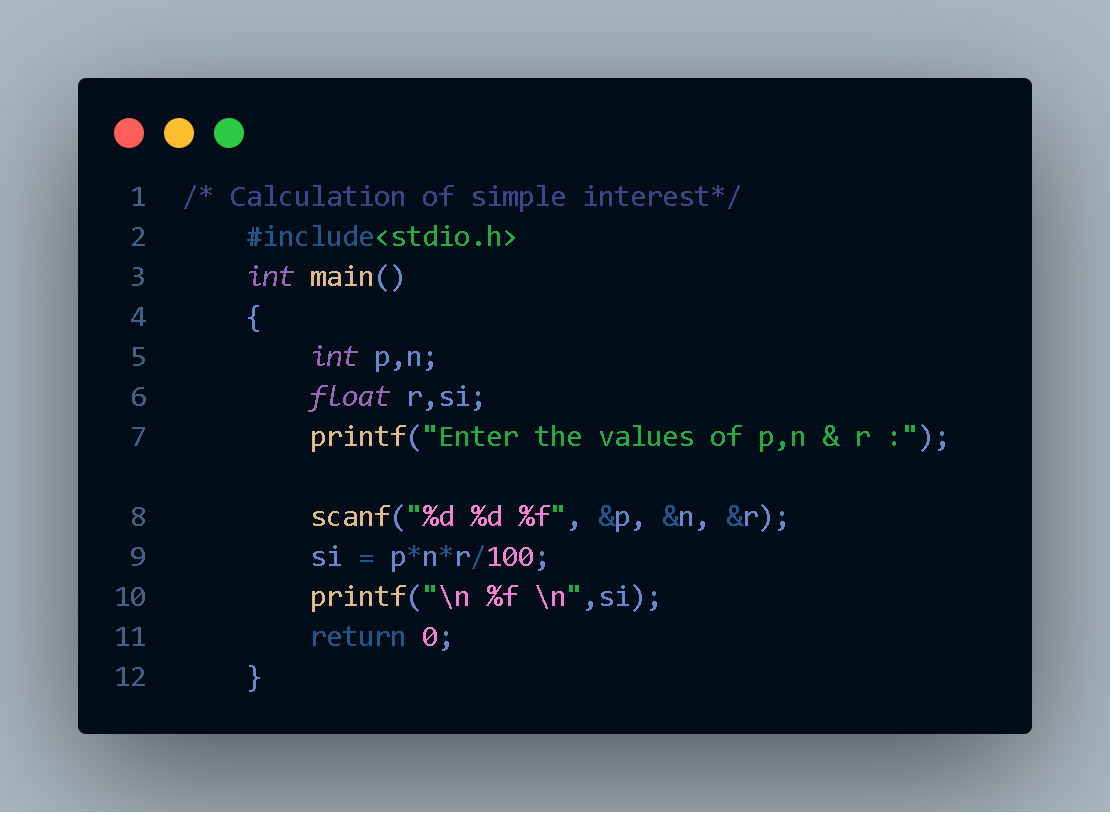 1 /* Calculation of simple interest*/
2     #include<stdio.h>
3     int main()
4     {
5         int p,n;
6         float r,si;
7         printf("Enter the values of p,n & r :");
8         scanf("%d %d %f", &p, &n, &r);
9         si = p*n*r/100;
10         printf("\n %f \n",si);
11         return 0;
12     }